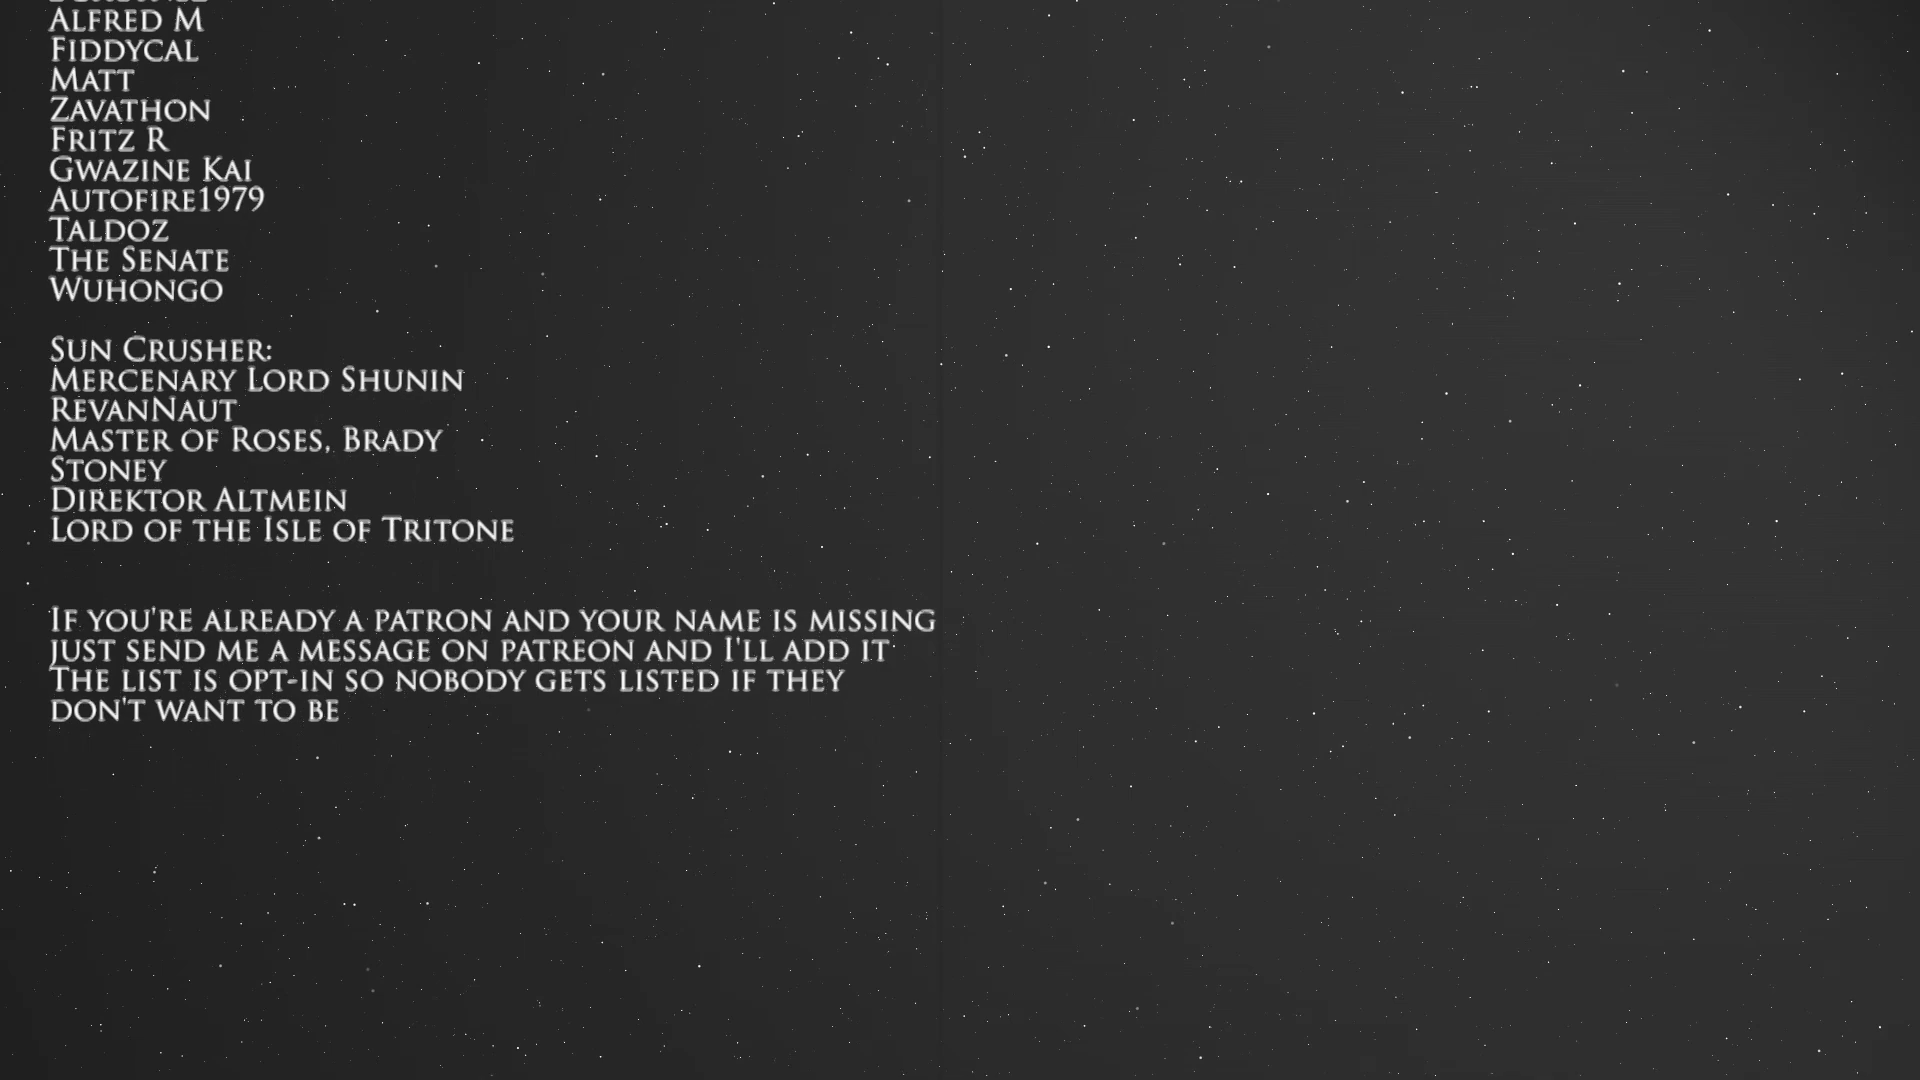 Alfred M
Fiddycal
Matt
Zavathon
Fritz R
Gwazine Kai
Autofire1979
Taldoz
The Senate
Wuhongo
Sun Crusher:
Mercenary Lord Shunin
RevanNaut
Master of Roses, Brady
Stoney
Direktor Altmein
Lord of the Isle of Tritone
If you're already a patron and your name is missing
just send me a message on patreon and I'll add it
The list is opt-in so nobody gets listed if they
don't want to be